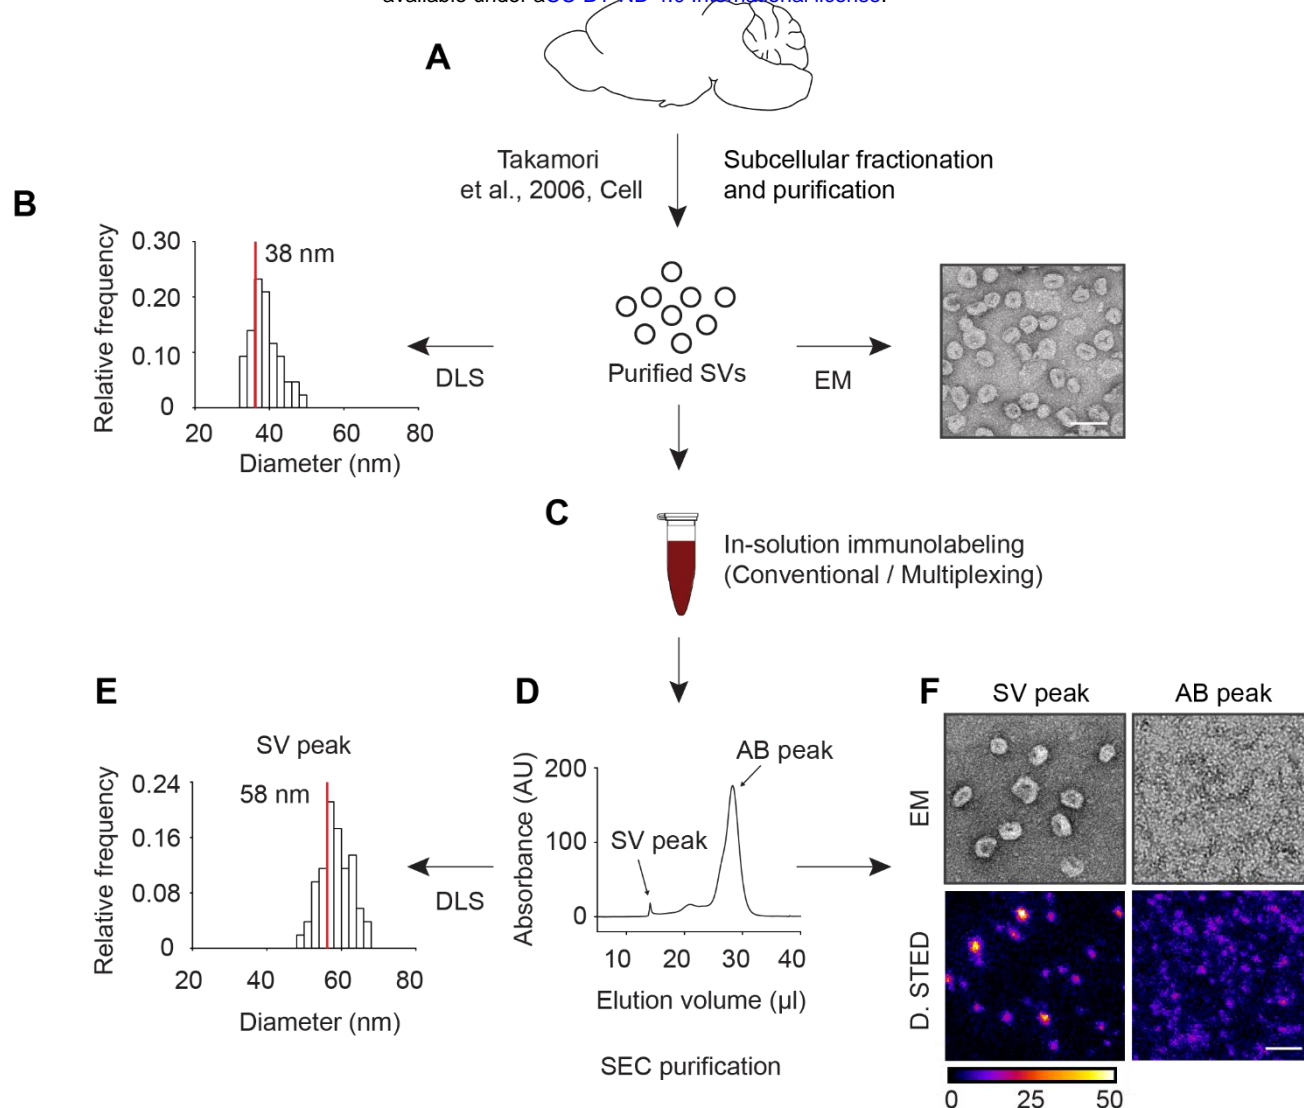 A
Takamori
et al., 2006, Cell
Subcellular fractionation
and purification
B
Relative frequency
0.30
0.20
0.10
0
38 nm
20 40 60 80
Diameter (nm)
DLS
Purified SVs
EM
C
In-solution immunolabeling
(Conventional / Multiplexing)
E
SV peak
Relative frequency
0.24
0.16
0.08
0
58 nm
20 40 60 80
Diameter (nm)
DLS
D
Absorbance (AU)
200
100
0
AB peak
SV peak
10 20 30 40
Elution volume (µl)
SEC purification
F
SV peak AB peak
EM
D. STED
0 25 50